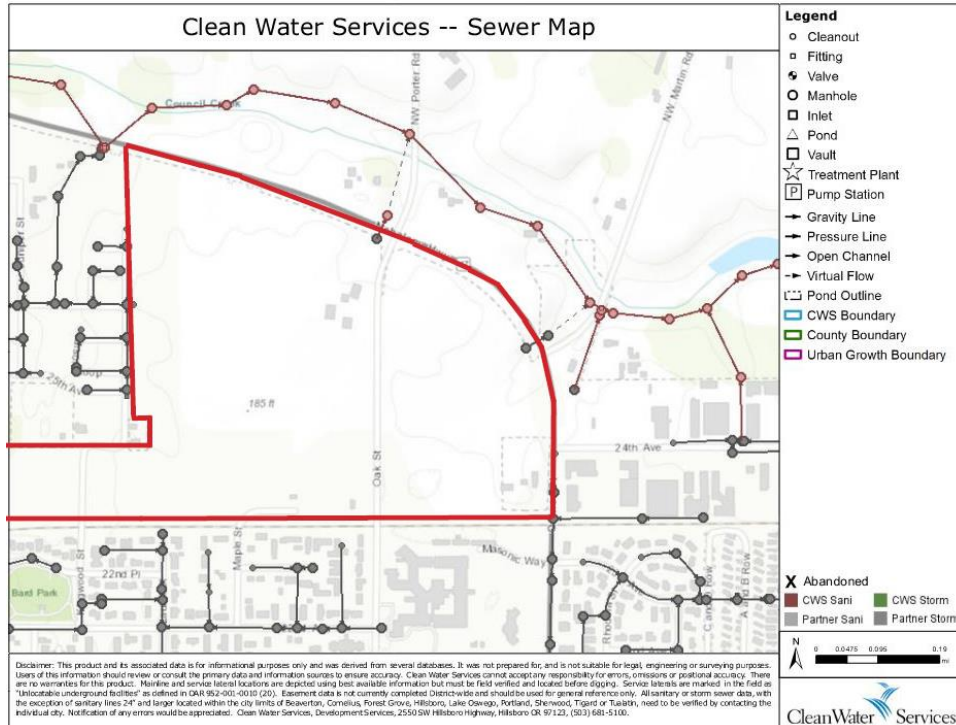 Clean Water Services -- Sewer Map
Council Creek
NW Porter Rd
NW Martin Rd
25th Ave
Loop
185 ft
Oak St
24th Ave
Masonic Way
Maple St
22nd Pl
Bard Park
A and B Row
Legend
Cleanout
Fitting
Valve
Manhole
Inlet
Pond
Vault
Treatment Plant
P Pump Station
Gravity Line
Pressure Line
Open Channel
Virtual Flow
Pond Outline
CWS Boundary
County Boundary
Urban Growth Boundary
X Abandoned
CWS Sani CWS Storm
Partner Sani Partner Storm
N
0 0.0475 0.095 0.19
mi
Disclaimer: This product and its associated data is for informational purposes only and was derived from several databases. It was not prepared for, and is not suitable for legal, engineering or surveying purposes.
Users of this information should review or consult the primary data and information sources to ensure accuracy. Clean Water Services cannot accept any responsibility for errors, omissions or positional accuracy. There
are no warranties for this product. Mainline and service lateral locations are depicted using best available information but must be field verified and located before digging. Service laterals are marked in the field as
"Unlocatable underground facilities" as defined in OAR 952-001-0010 (20). Easement data is not currently completed District-wide and should be used for general reference only. All sanitary or storm sewer data, with
the exception of sanitary lines 24" and larger located within the city limits of Beaverton, Cornelius, Forest Grove, Hillsboro, Lake Oswego, Portland, Sherwood, Tigard or Tualatin, need to be verified by contacting the
individual city. Notification of any errors would be appreciated. Clean Water Services, Development Services, 2550 SW Hillsboro Highway, Hillsboro OR 97123, (503) 681-5100.
CleanWater Services